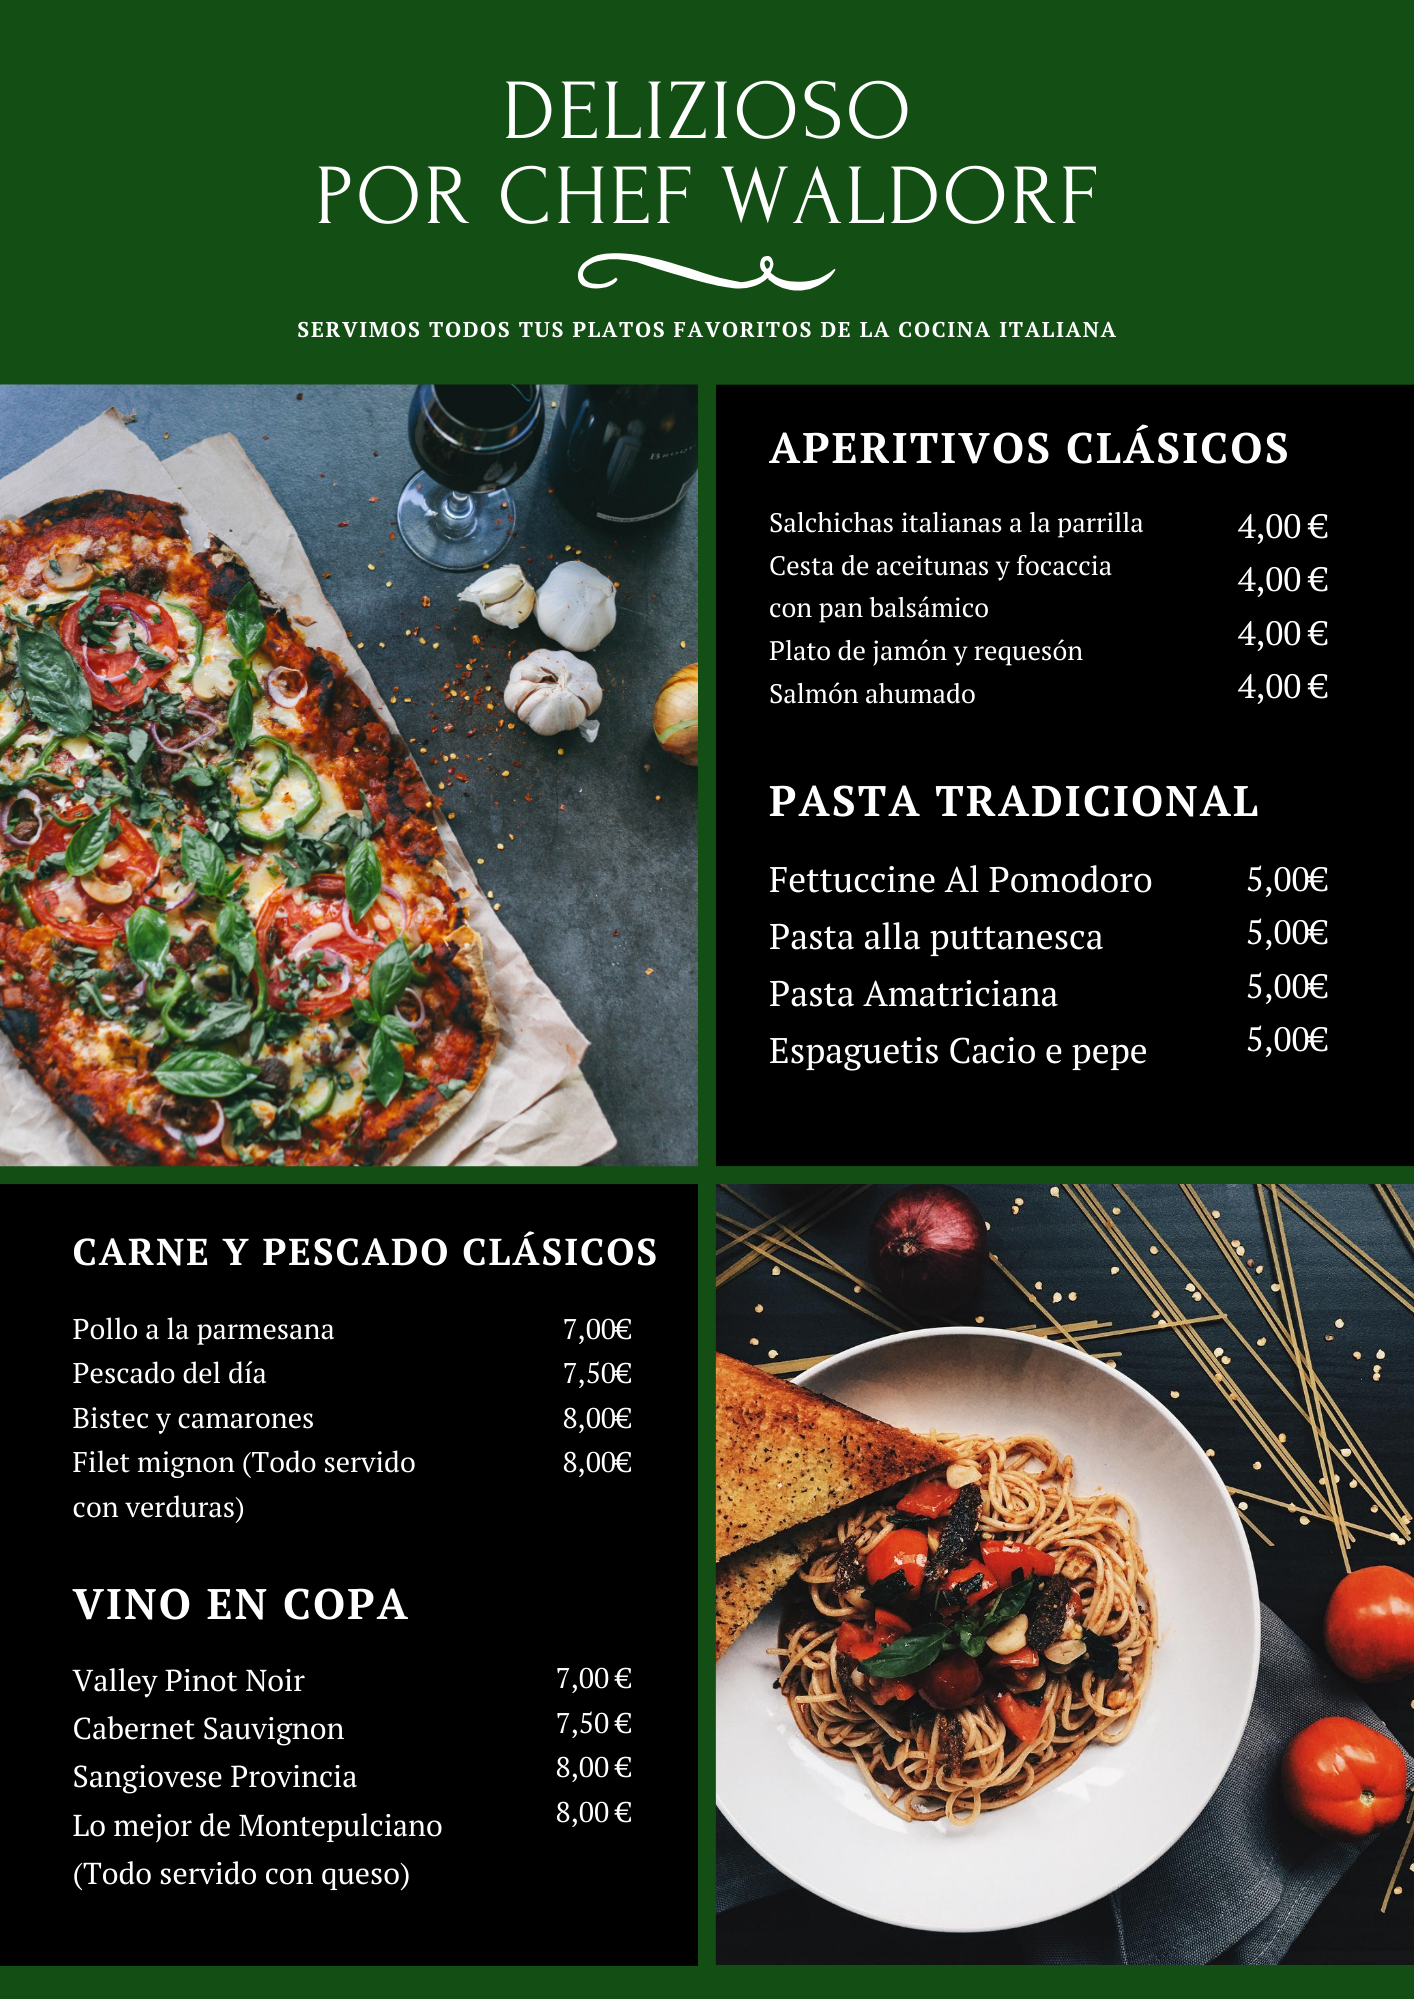 DELIZIOSO
POR CHEF WALDORF
SERVIMOS TODOS TUS PLATOS FAVORITOS DE LA COCINA ITALIANA
APERITIVOS CLÁSICOS
Salchichas italianas a la parrilla 4,00 €
Cesta de aceitunas y focaccia 4,00 €
con pan balsámico
Plato de jamón y requesón 4,00 €
Salmón ahumado 4,00 €
PASTA TRADICIONAL
Fettuccine Al Pomodoro 5,00€
Pasta alla puttanesca 5,00€
Pasta Amatriciana 5,00€
Espaguetis Cacio e pepe 5,00€
CARNE Y PESCADO CLÁSICOS
Pollo a la parmesana 7,00€
Pescado del día 7,50€
Bistec y camarones 8,00€
Filet mignon (Todo servido 8,00€
con verduras)
VINO EN COPA
Valley Pinot Noir 7,00 €
Cabernet Sauvignon 7,50 €
Sangiovese Provincia 8,00 €
Lo mejor de Montepulciano 8,00 €
(Todo servido con queso)